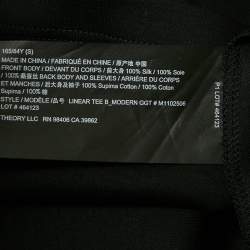 165/84Y (S)
MADE IN CHINA / FABRIQUÉ EN CHINE / 原产地 中国
FRONT BODY / DEVANT DU CORPS / 前大身 100% Silk / 100% Soie
/ 100% BACK BODY AND SLEEVES / ARRIÈRE DU CORPS
ET MANCHES / 后大身及袖子 100% Supima Cotton / 100% Coton
Supima / 100%
STYLE / MODÈLE / 款号 LINEAR TEE B_MODERN GGT # M1102506
LOT # 464123
THEORY LLC RN 98406 CA 39862
P1 LOT# 464123